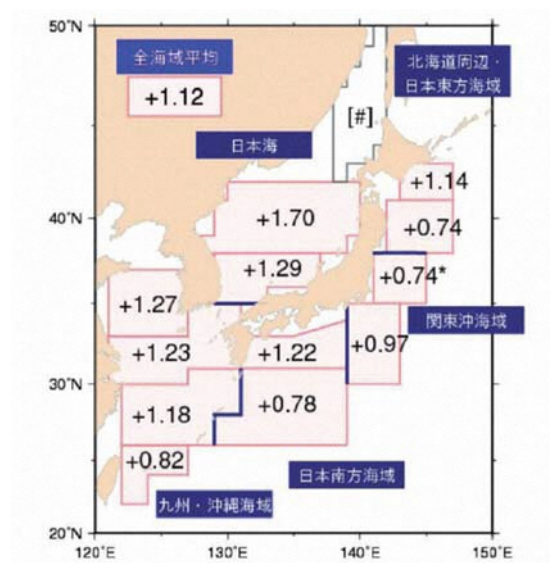 50°N
全海域平均
+1.12
北海道周辺・
日本東方海域
[#]
日本海
+1.14
40°N
+1.70
+0.74
+1.29
+0.74*
+1.27
関東沖海域
+0.97
+1.23
+1.22
30°N
+1.18
+0.78
+0.82
日本南方海域
九州・沖縄海域
20°N
120°E
130°E
140°E
150°E